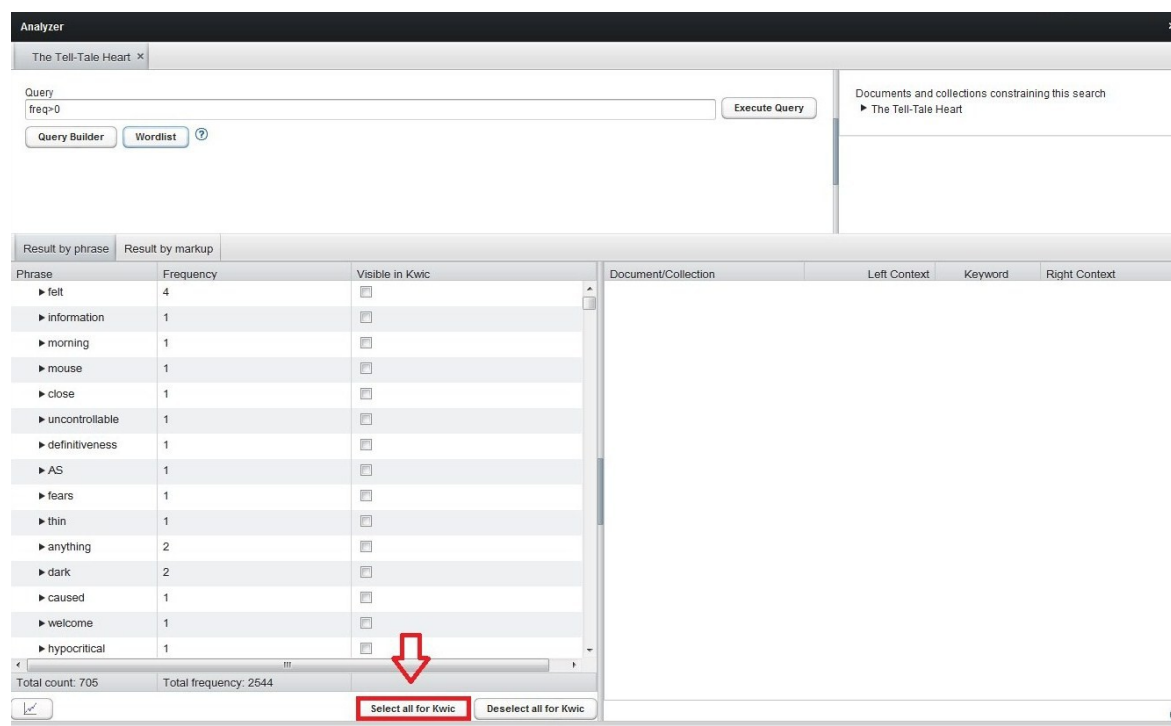 Analyzer
The Tell-Tale Heart ×
Query
freq>0
Execute Query
Query Builder
Wordlist
?
Documents and collections constraining this search
The Tell-Tale Heart
Result by phrase
Result by markup
Phrase Frequency Visible in Kwic
felt 4
information 1
morning 1
mouse 1
close 1
uncontrollable 1
definitiveness 1
AS 1
fears 1
thin 1
anything 2
dark 2
caused 1
welcome 1
hypocritical 1
Total count: 705 Total frequency: 2544
Select all for Kwic
Deselect all for Kwic
Document/Collection Left Context Keyword Right Context